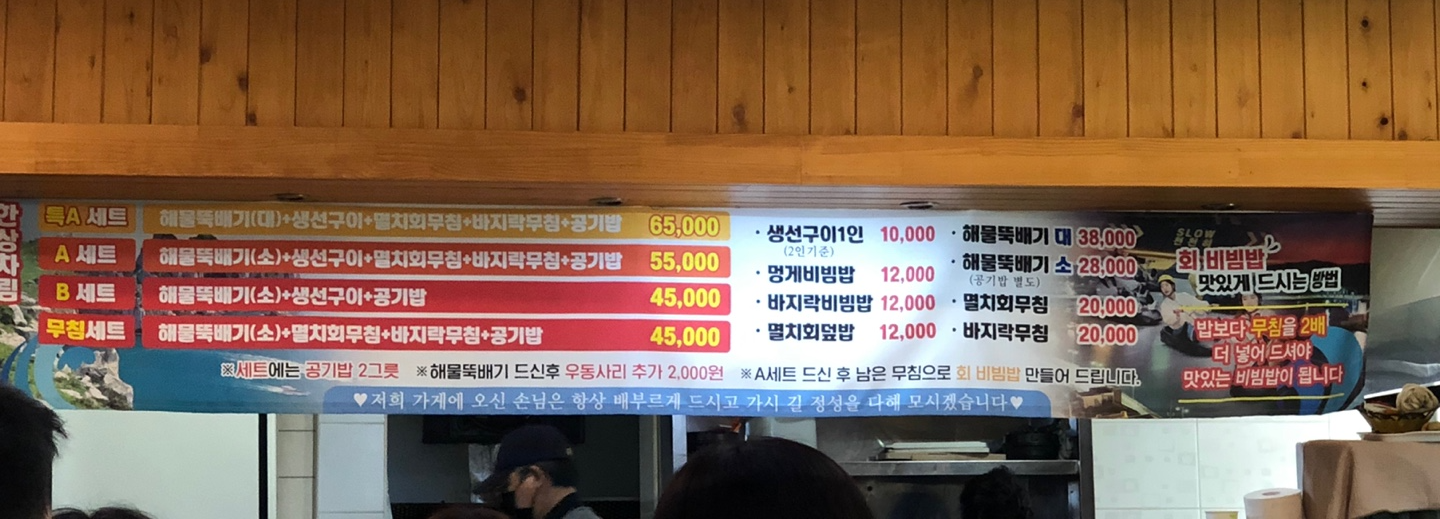 한상차림
특A 세트 해물뚝배기(대)+생선구이+멸치회무침+바지락무침+공기밥 65,000
A 세트 해물뚝배기(소)+생선구이+멸치회무침+바지락무침+공기밥 55,000
B 세트 해물뚝배기(소)+생선구이+공기밥 45,000
무침세트 해물뚝배기(소)+멸치회무침+바지락무침+공기밥 45,000
※세트에는 공기밥 2그릇 ※해물뚝배기 드신후 우동사리 추가 2,000원 ※A세트 드신 후 남은 무침으로 회 비빔밥 만들어 드립니다.
♥저희 가게에 오신 손님은 항상 배부르게 드시고 가시 길 정성을 다해 모시겠습니다♥
· 생선구이1인 10,000
(2인기준)
· 멍게비빔밥 12,000
· 바지락비빔밥 12,000
· 멸치회덮밥 12,000
· 해물뚝배기 대 38,000
· 해물뚝배기 소 28,000
(공기밥 별도)
· 멸치회무침 20,000
· 바지락무침 20,000
SLOW
천천히
회 비빔밥
맛있게 드시는 방법
밥보다 무침을 2배
더 넣어 드셔야
맛있는 비빔밥이 됩니다